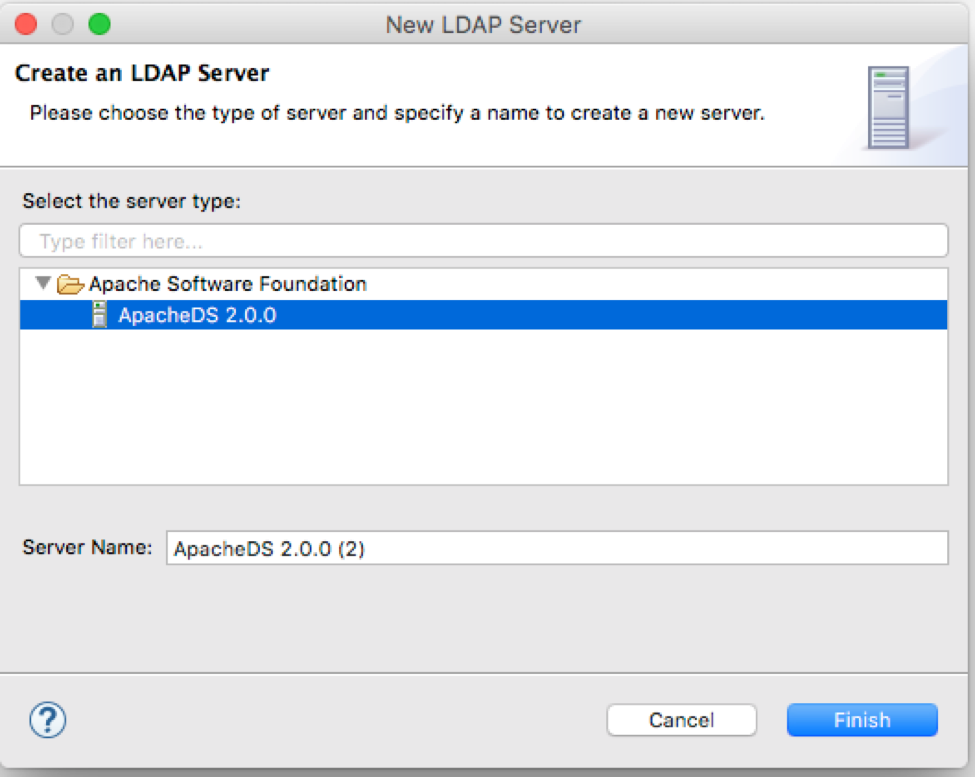 New LDAP Server
Create an LDAP Server
Please choose the type of server and specify a name to create a new server.
Select the server type:
Type filter here...
Apache Software Foundation
ApacheDS 2.0.0
Server Name: ApacheDS 2.0.0 (2)
? Cancel Finish